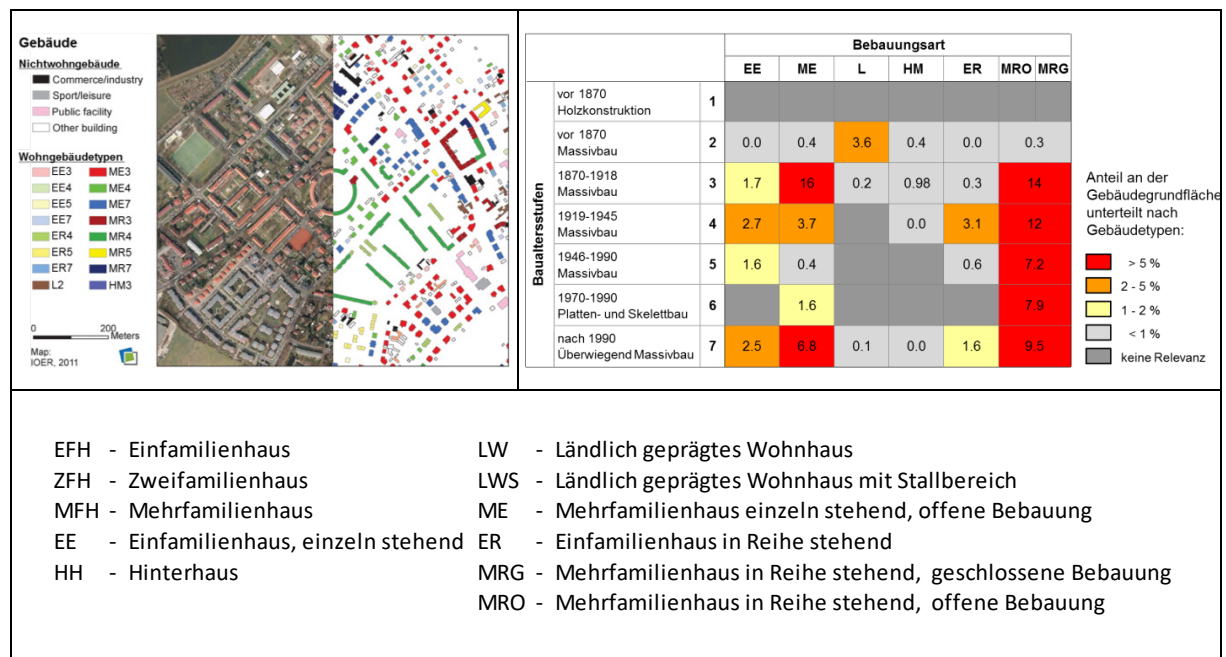 Gebäude
Nichtwohngebäude
Commerce/industry
Sport/leisure
Public facility
Other building
Wohngebäudetypen
EE3 ME3
EE4 ME4
EE5 ME7
EE7 MR3
ER4 MR4
ER5 MR5
ER7 MR7
L2 HM3
0 200
Meters
Map:
IOER, 2011
Bebauungsart
EE ME L HM ER MRO MRG
Baualtersstufen
vor 1870
Holzkonstruktion 1
vor 1870
Massivbau 2 0.0 0.4 3.6 0.4 0.0 0.3
1870-1918
Massivbau 3 1.7 16 0.2 0.98 0.3 14
1919-1945
Massivbau 4 2.7 3.7 0.0 3.1 12
1946-1990
Massivbau 5 1.6 0.4 0.6 7.2
1970-1990
Platten- und Skelettbau 6 1.6 7.9
nach 1990
Überwiegend Massivbau 7 2.5 6.8 0.1 0.0 1.6 9.5
Anteil an der
Gebäudegrundfläche
unterteilt nach
Gebäudetypen:
> 5 %
2 - 5 %
1 - 2 %
< 1 %
keine Relevanz
EFH - Einfamilienhaus LW - Ländlich geprägtes Wohnhaus
ZFH - Zweifamilienhaus LWS - Ländlich geprägtes Wohnhaus mit Stallbereich
MFH - Mehrfamilienhaus ME - Mehrfamilienhaus einzeln stehend, offene Bebauung
EE - Einfamilienhaus, einzeln stehend ER - Einfamilienhaus in Reihe stehend
HH - Hinterhaus MRG - Mehrfamilienhaus in Reihe stehend, geschlossene Bebauung
MRO - Mehrfamilienhaus in Reihe stehend, offene Bebauung